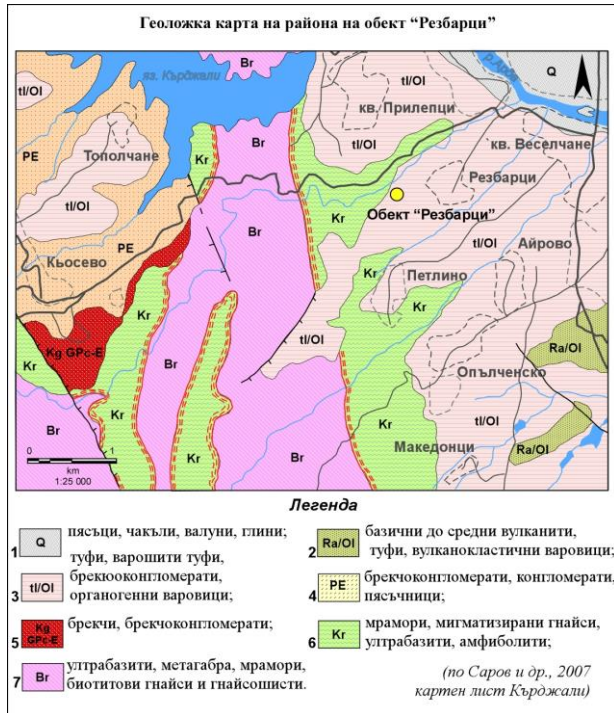 Геоложка карта на района на обект “Резбарци”
Br
яз. Кърджали
р. Арда
Q
tl/Ol
tl/Ol
кв. Прилепци
Kr
Br
PE
Тополчане
кв. Веселчане
Резбарци
tl/Ol
Kr
Обект “Резбарци”
Br
tl/Ol
Айрово
PE
Kr
Петлино
Кьосево
Kr
tl/Ol
Ra/Ol
Kg GPc-E
Опълченско
Kr
Br
Kr
tl/Ol
Br
Kr
Kr
Br
Македонци
Ra/Ol
0 1
km
1:25 000
Легенда
1 Q пясъци, чакъли, валуни, глини;
2 Ra/Ol базични до средни вулканити,
туфи, вулканокластични варовици;
3 tl/Ol туфи, варошити туфи,
брекюоконгломерати,
органогенни варовици;
4 PE брекчоконгломерати, конгломерати,
пясъчници;
5 Kg GPc-E брекчи, брекчоконгломерати;
6 Kr мрамори, мигматизирани гнайси,
ултрабазити, амфиболити;
7 Br ултрабазити, метагабра, мрамори,
биотитови гнайси и гнайсошисти.
(по Саров и др., 2007
картен лист Кърджали)